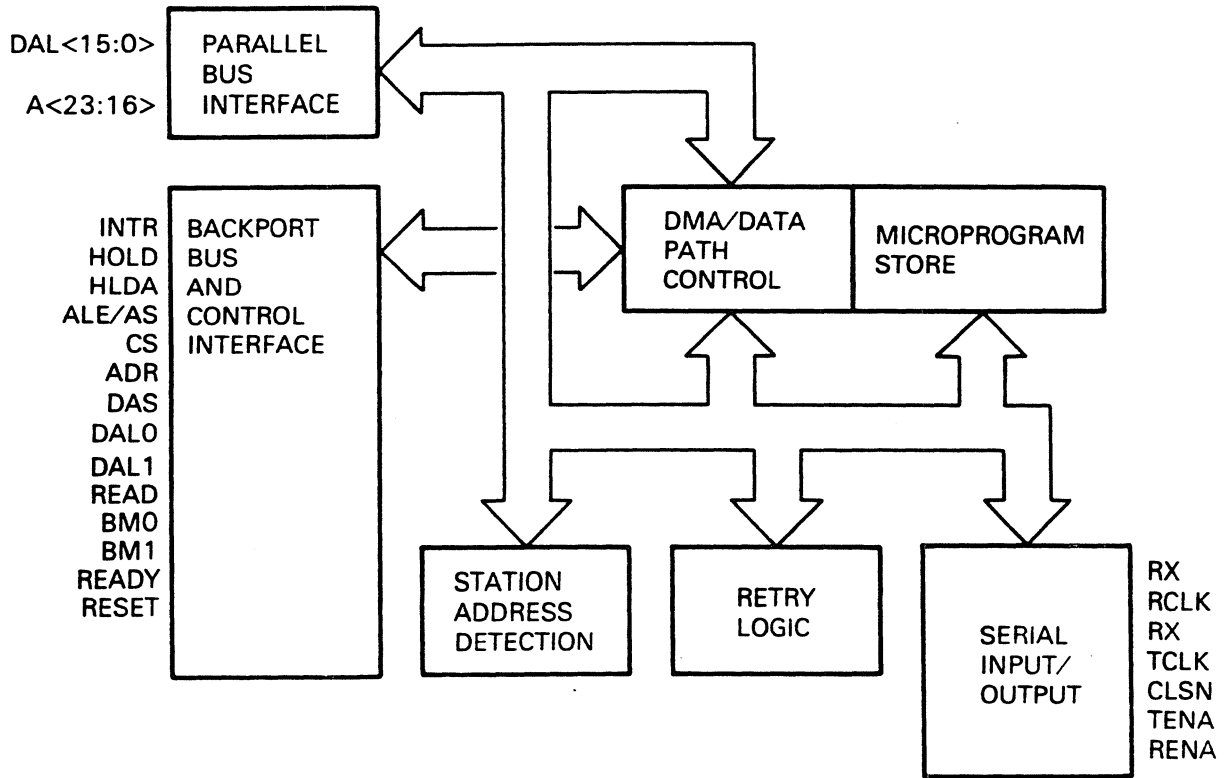 DAL<15:0>
A<23:16>
PARALLEL
BUS
INTERFACE
INTR
HOLD
HLDA
ALE/AS
CS
ADR
DAS
DALO
DAL1
READ
BMO
BM1
READY
RESET
BACKPORT
BUS
AND
CONTROL
INTERFACE
DMA/DATA
PATH
CONTROL
MICROPROGRAM
STORE
STATION
ADDRESS
DETECTION
RETRY
LOGIC
SERIAL
INPUT/
OUTPUT
RX
RCLK
RX
TCLK
CLSN
TENA
RENA